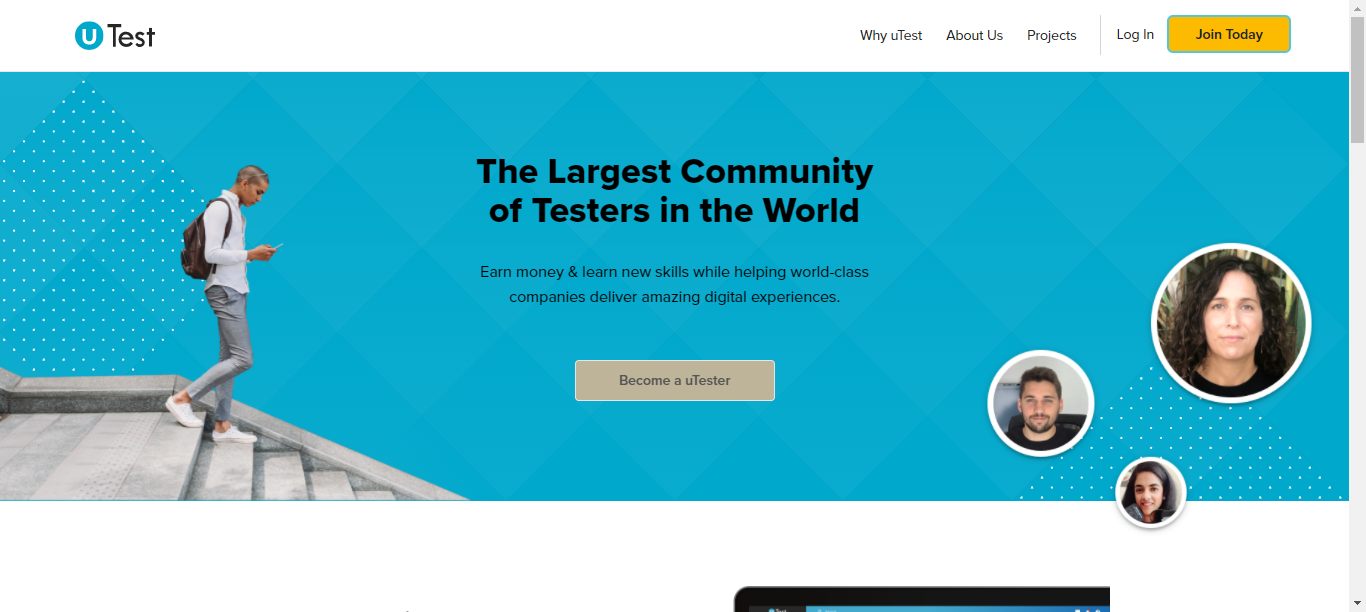 uTest
Why uTest
About Us
Projects
Log In
Join Today
The Largest Community
of Testers in the World
Earn money & learn new skills while helping world-class
companies deliver amazing digital experiences.
Become a uTester